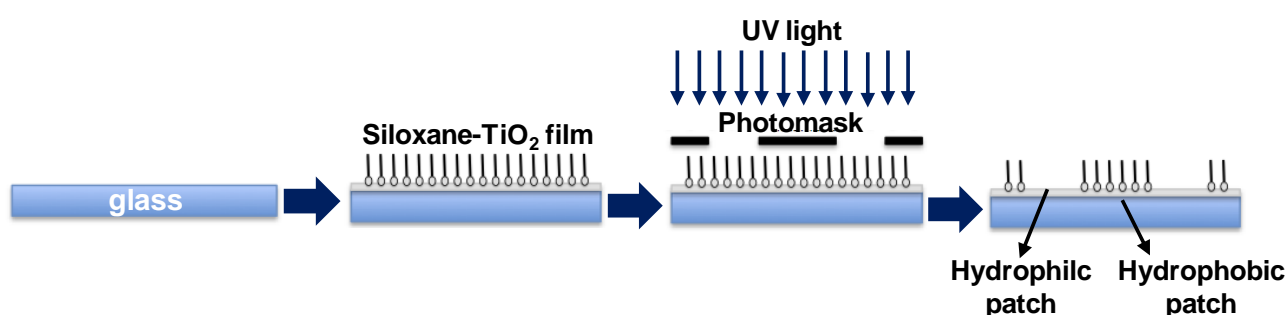 UV light
Photomask
Siloxane-TiO₂ film
glass
Hydrophilc
patch
Hydrophobic
patch